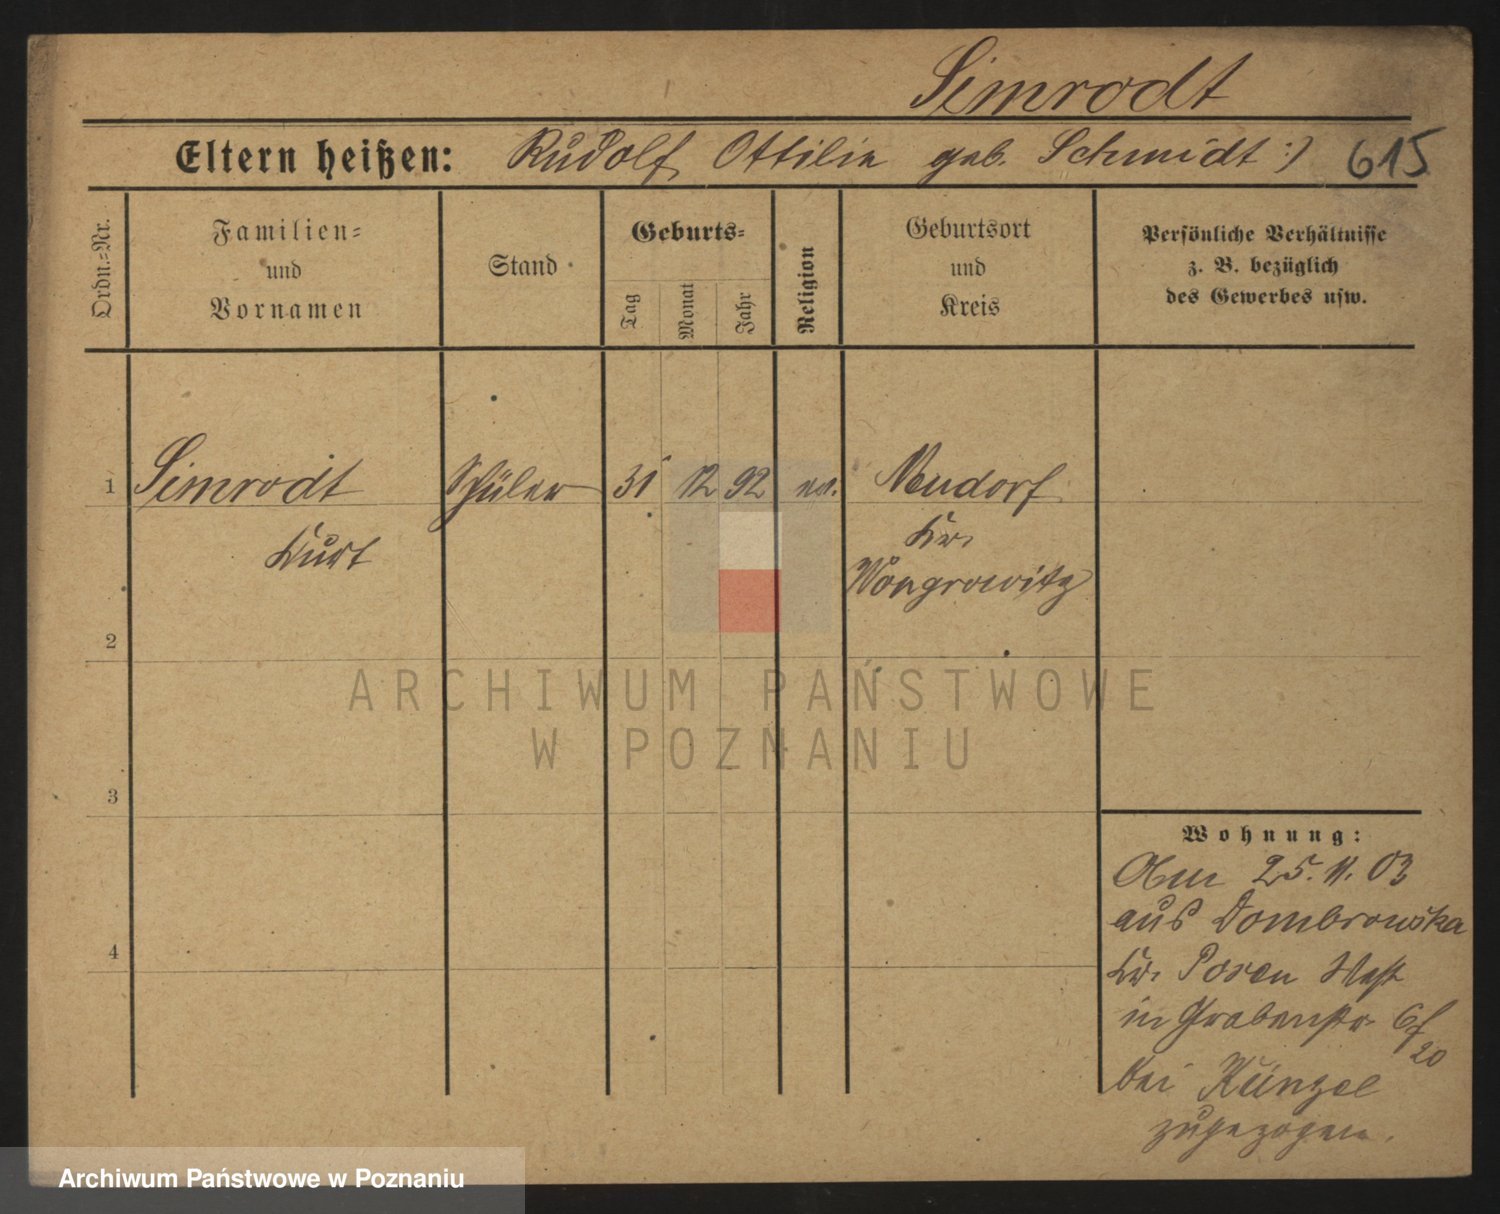 Simrodt
Eltern heißen: Rudolf, Ottilie geb. Schmidt :)
615
Ordn.-Nr.
Familien-
und
Vornamen
Stand
Geburts-
Tag
Monat
Jahr
Religion
Geburtsort
und
Kreis
Persönliche Verhältnisse
z. B. bezüglich
des Gewerbes usw.
1 Simrodt Schüler 31 12 92 ev. Neudorf
Kurt Kr.
Wongrowitz
2
ARCHIWUM PAŃSTWOWE
W POZNANIU
3
Wohnung:
Am 25. 11. 03
aus Dombrowska
4
Kr. Posen West
in Grabenstr. 6f
20
bei Künzel
zugezogen.
Archiwum Państwowe w Poznaniu